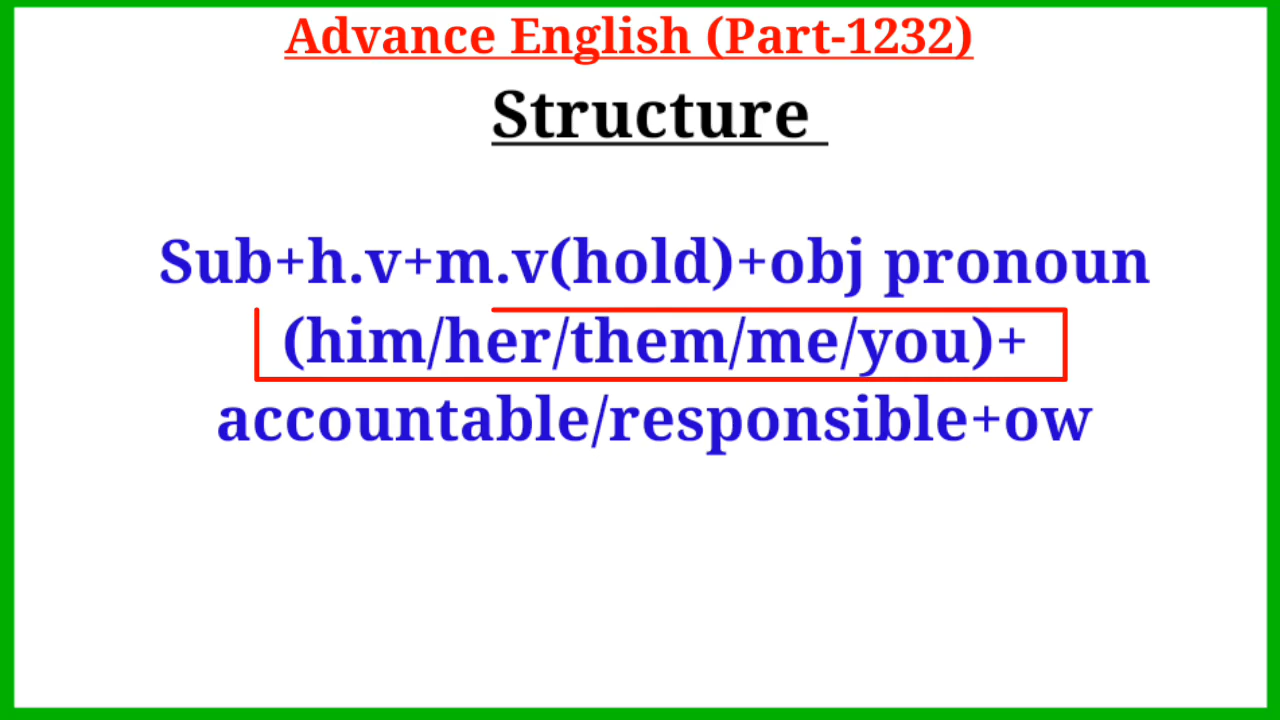 Advance English (Part-1232)
Structure
Sub+h.v+m.v(hold)+obj pronoun
(him/her/them/me/you)+
accountable/responsible+ow